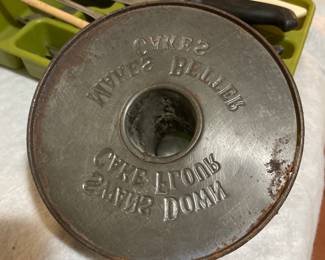 SWANS DOWN
CAKE FLOUR
MAKES BETTER
CAKES